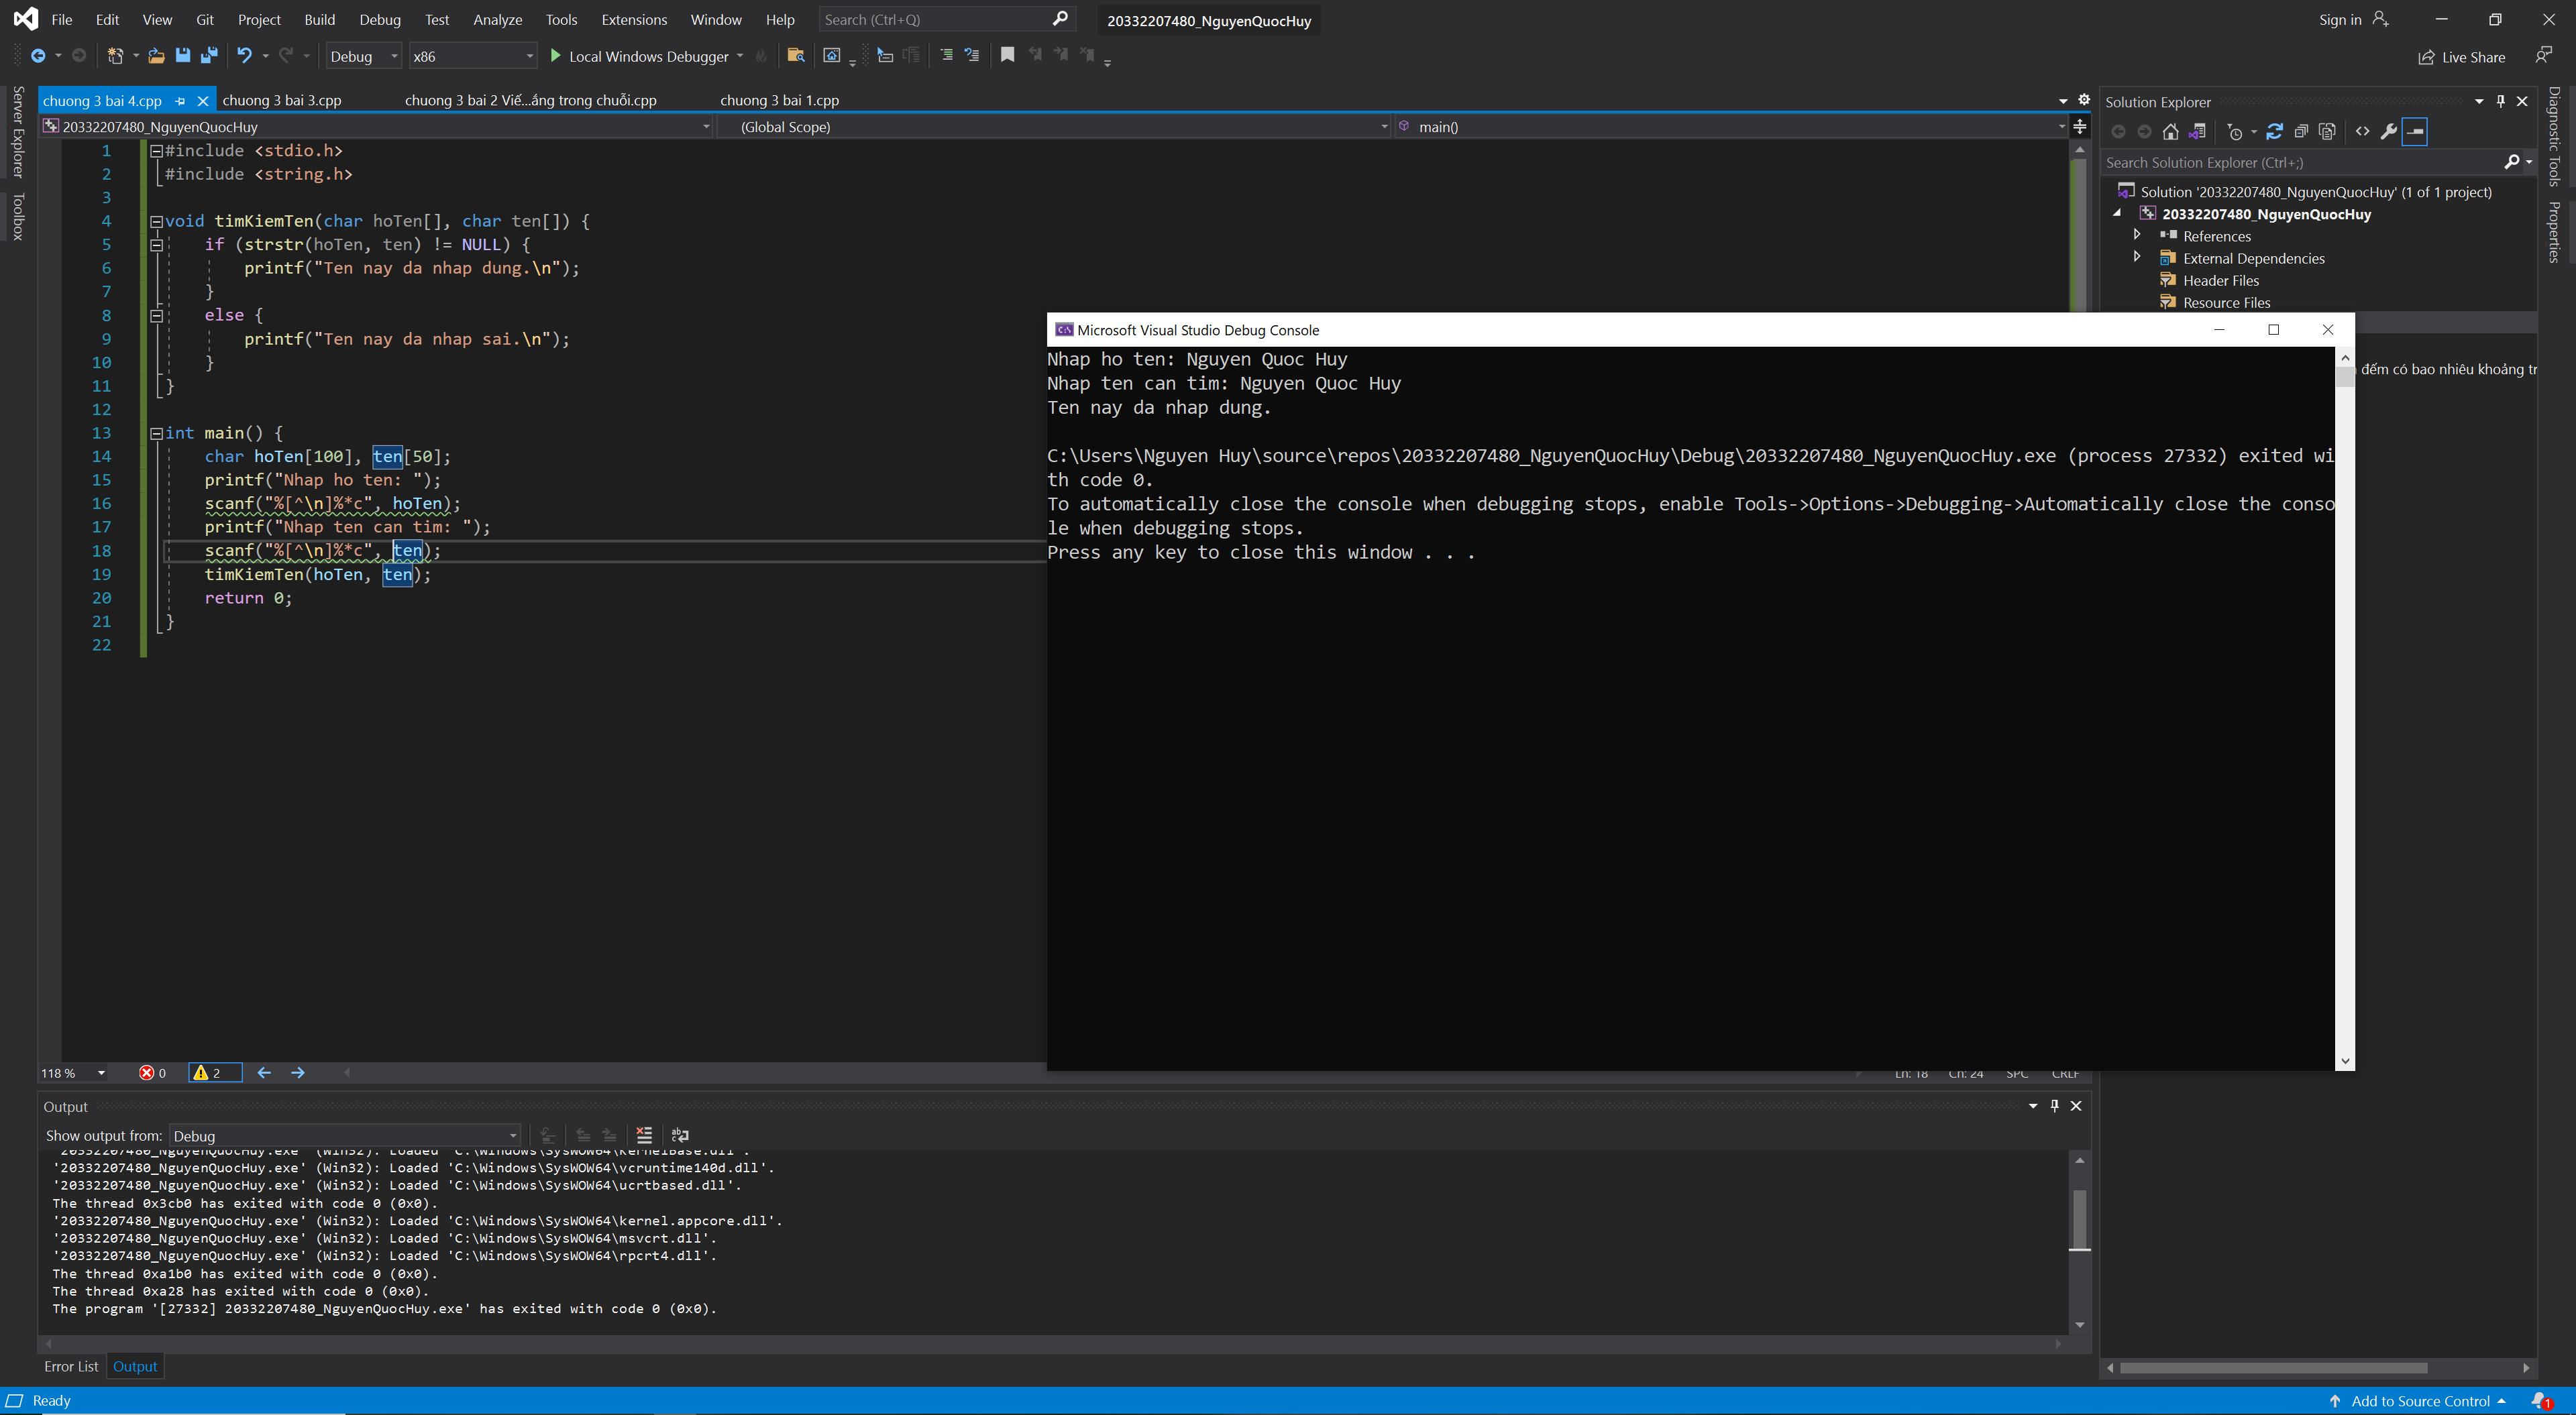 File Edit View Git Project Build Debug Test Analyze Tools Extensions Window Help Search (Ctrl+Q) 20332207480_NguyenQuocHuy Sign in
Debug x86 Local Windows Debugger Live Share
Server Explorer
Toolbox
chuong 3 bai 4.cpp chuong 3 bai 3.cpp chuong 3 bai 2 Viế...ắng trong chuỗi.cpp chuong 3 bai 1.cpp
20332207480_NguyenQuocHuy (Global Scope) main()
1 #include <stdio.h>
2 #include <string.h>
3
4 void timKiemTen(char hoTen[], char ten[]) {
5 if (strstr(hoTen, ten) != NULL) {
6 printf("Ten nay da nhap dung.\n");
7 }
8 else {
9 printf("Ten nay da nhap sai.\n");
10 }
11 }
12
13 int main() {
14 char hoTen[100], ten[50];
15 printf("Nhap ho ten: ");
16 scanf("%[^\n]%*c", hoTen);
17 printf("Nhap ten can tim: ");
18 scanf("%[^\n]%*c", ten);
19 timKiemTen(hoTen, ten);
20 return 0;
21 }
22
Microsoft Visual Studio Debug Console
Nhap ho ten: Nguyen Quoc Huy
Nhap ten can tim: Nguyen Quoc Huy
Ten nay da nhap dung.
C:\Users\Nguyen Huy\source\repos\20332207480_NguyenQuocHuy\Debug\20332207480_NguyenQuocHuy.exe (process 27332) exited wi
th code 0.
To automatically close the console when debugging stops, enable Tools->Options->Debugging->Automatically close the conso
le when debugging stops.
Press any key to close this window . . .
Solution Explorer
Search Solution Explorer (Ctrl+;)
Solution '20332207480_NguyenQuocHuy' (1 of 1 project)
20332207480_NguyenQuocHuy
References
External Dependencies
Header Files
Resource Files
đếm có bao nhiêu khoảng tr
Diagnostic Tools
Properties
118 % 0 2 Ln: 18 Ch: 24 SPC CRLF
Output
Show output from: Debug
'20332207480_NguyenQuocHuy.exe' (Win32): Loaded 'C:\Windows\SysWOW64\KernelBase.dll'.
'20332207480_NguyenQuocHuy.exe' (Win32): Loaded 'C:\Windows\SysWOW64\vcruntime140d.dll'.
'20332207480_NguyenQuocHuy.exe' (Win32): Loaded 'C:\Windows\SysWOW64\ucrtbased.dll'.
The thread 0x3cb0 has exited with code 0 (0x0).
'20332207480_NguyenQuocHuy.exe' (Win32): Loaded 'C:\Windows\SysWOW64\kernel.appcore.dll'.
'20332207480_NguyenQuocHuy.exe' (Win32): Loaded 'C:\Windows\SysWOW64\msvcrt.dll'.
'20332207480_NguyenQuocHuy.exe' (Win32): Loaded 'C:\Windows\SysWOW64\rpcrt4.dll'.
The thread 0xa1b0 has exited with code 0 (0x0).
The thread 0xa28 has exited with code 0 (0x0).
The program '[27332] 20332207480_NguyenQuocHuy.exe' has exited with code 0 (0x0).
Error List Output
Ready Add to Source Control 1